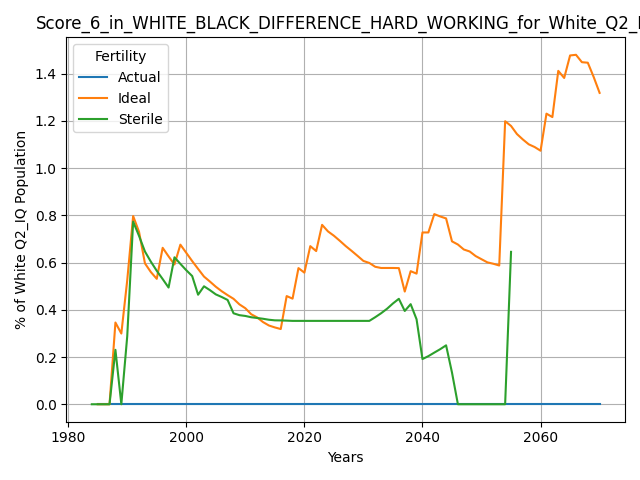 Score_6_in_WHITE_BLACK_DIFFERENCE_HARD_WORKING_for_White_Q2_I
Fertility
Actual
Ideal
Sterile
% of White Q2_IQ Population
1.4
1.2
1.0
0.8
0.6
0.4
0.2
0.0
1980
2000
2020
2040
2060
Years